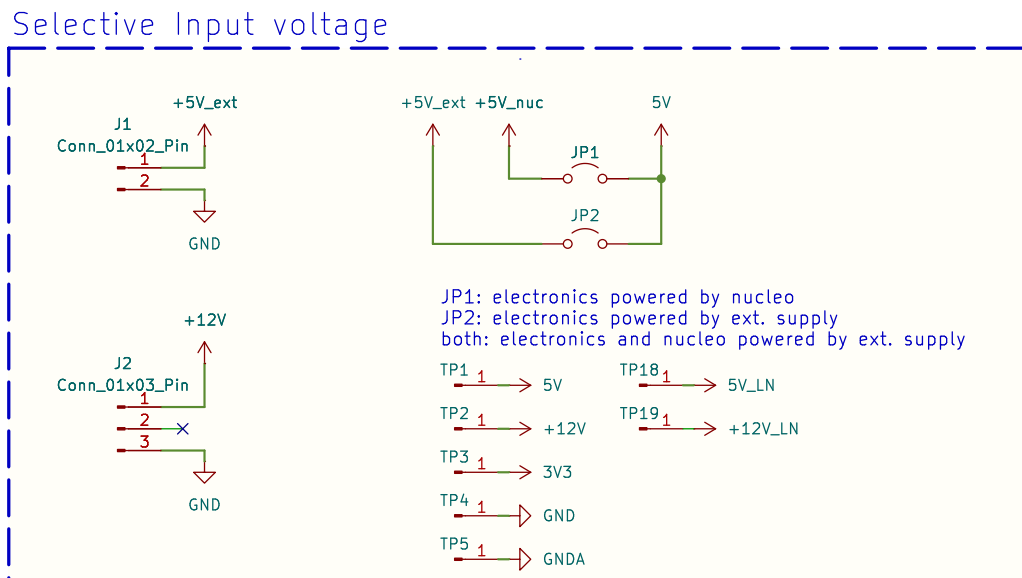 Selective Input voltage
+5V_ext
J1
Conn_01x02_Pin
1
2
GND
+5V_ext
+5V_nuc
5V
JP1
JP2
JP1: electronics powered by nucleo
JP2: electronics powered by ext. supply
both: electronics and nucleo powered by ext. supply
+12V
J2
Conn_01x03_Pin
1
2
3
GND
TP1
1
5V
TP18
1
5V_LN
TP2
1
+12V
TP19
1
+12V_LN
TP3
1
3V3
TP4
1
GND
TP5
1
GNDA